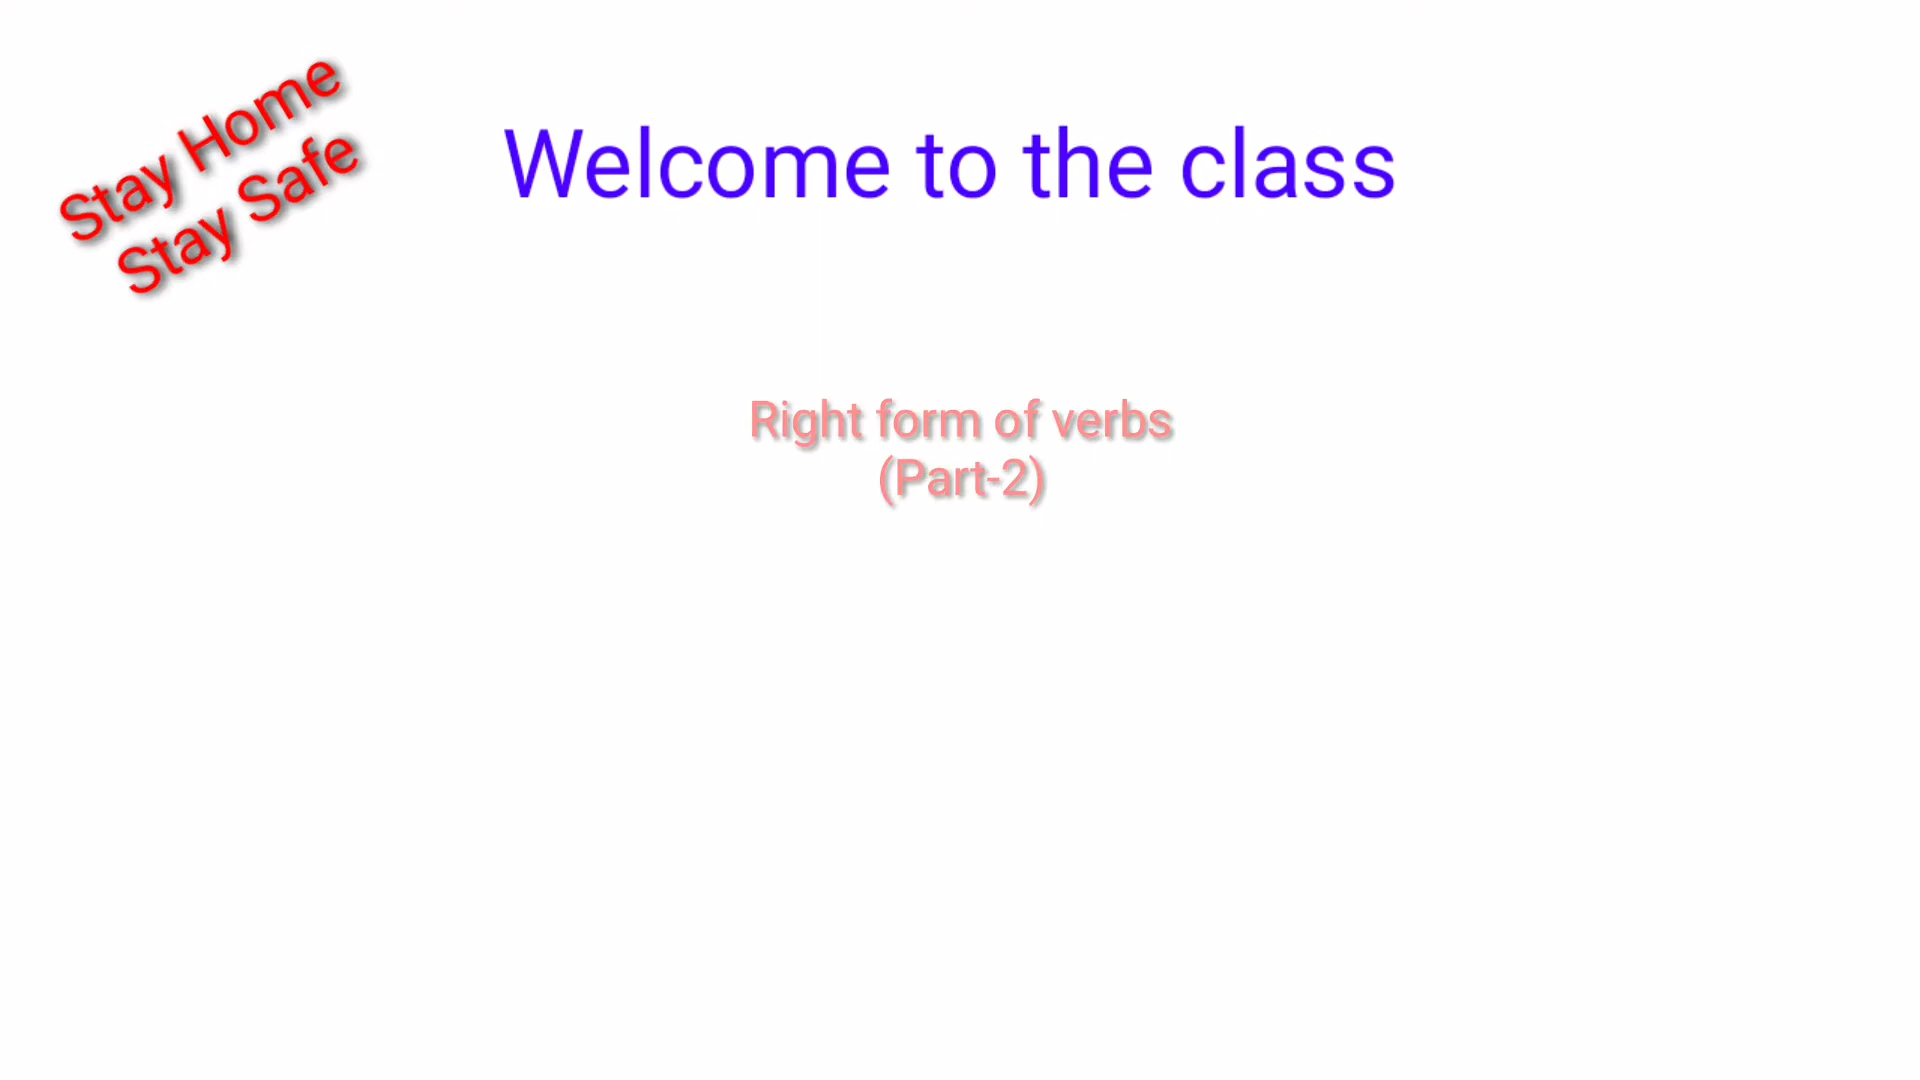 Stay Home
Stay Safe
Welcome to the class
Right form of verbs
(Part-2)